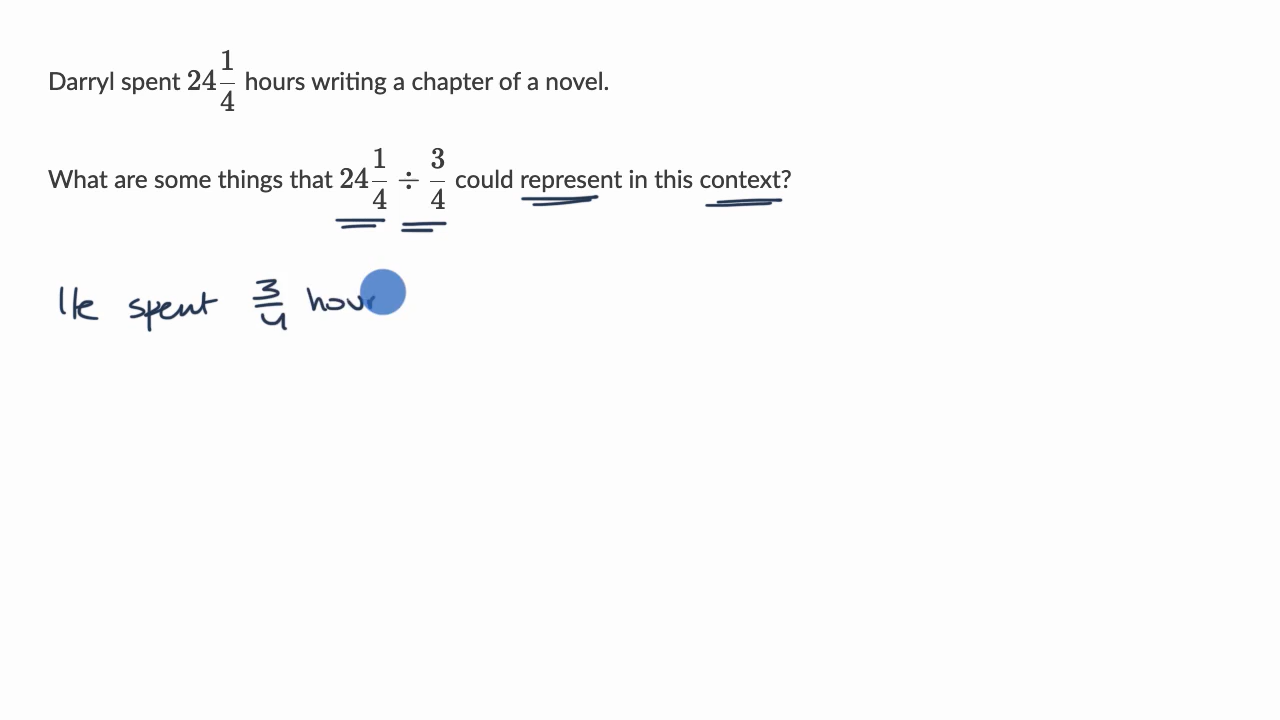 Darryl spent 24 1/4 hours writing a chapter of a novel.
What are some things that 24 1/4 ÷ 3/4 could represent in this context?
He spent 3/4 hour